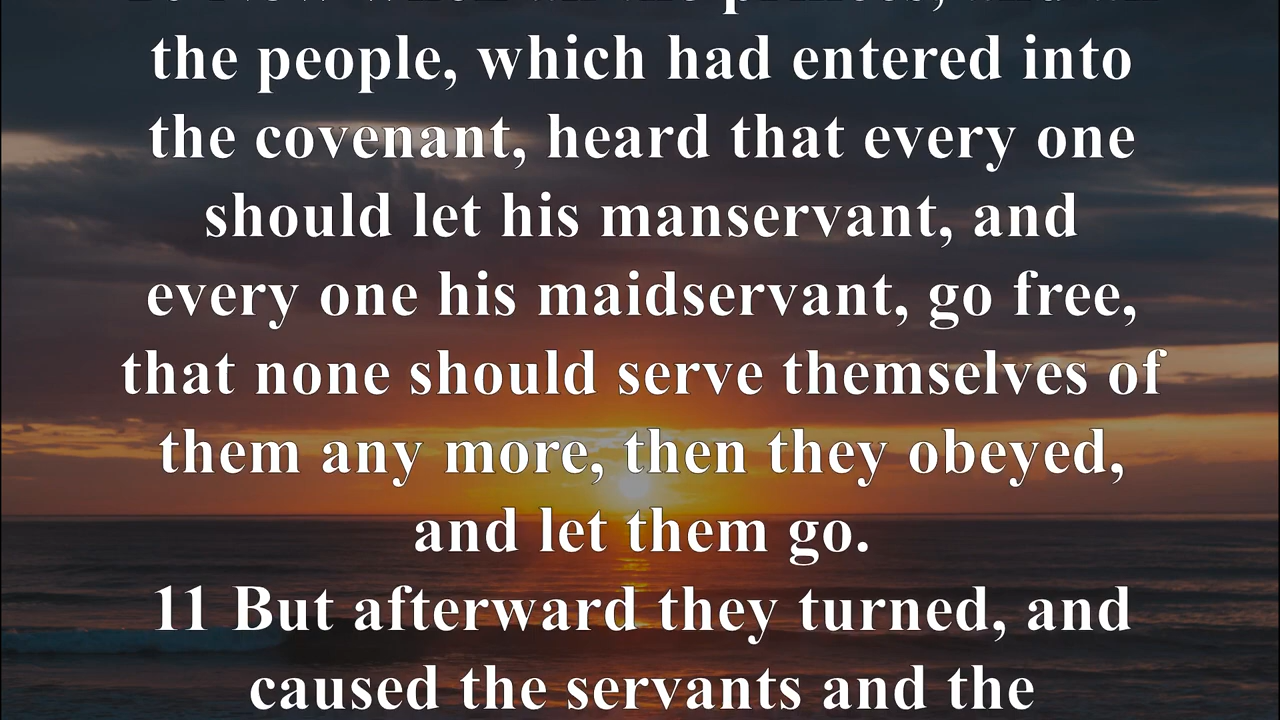 the people, which had entered into
the covenant, heard that every one
should let his manservant, and
every one his maidservant, go free,
that none should serve themselves of
them any more, then they obeyed,
and let them go.
11 But afterward they turned, and
caused the servants and the